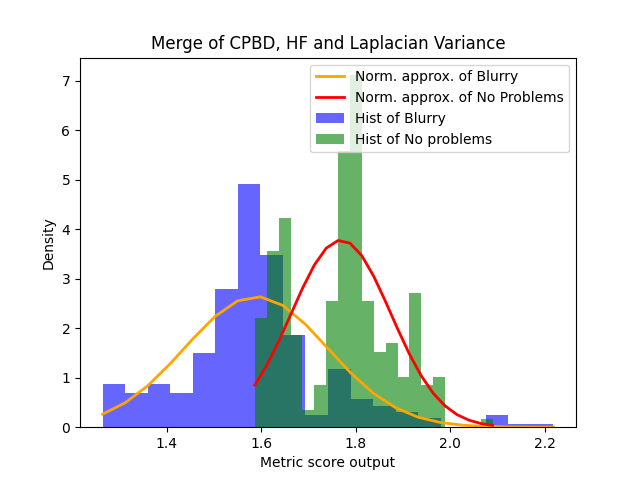 Merge of CPBD, HF and Laplacian Variance
Norm. approx. of Blurry
Norm. approx. of No Problems
Hist of Blurry
Hist of No problems
Density
7
6
5
4
3
2
1
0
1.4 1.6 1.8 2.0 2.2
Metric score output